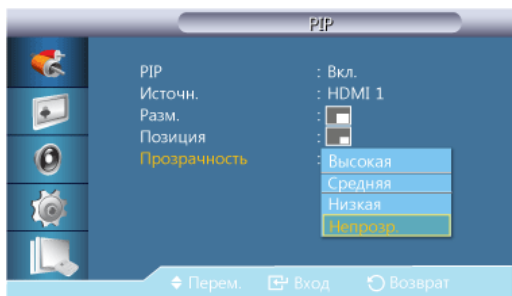 PIP
PIP : Вкл.
Источн. : HDMI 1
Разм. :
Позиция :
Прозрачность :
Высокая
Средняя
Низкая
Непрозр.
Перем. Вход Возврат